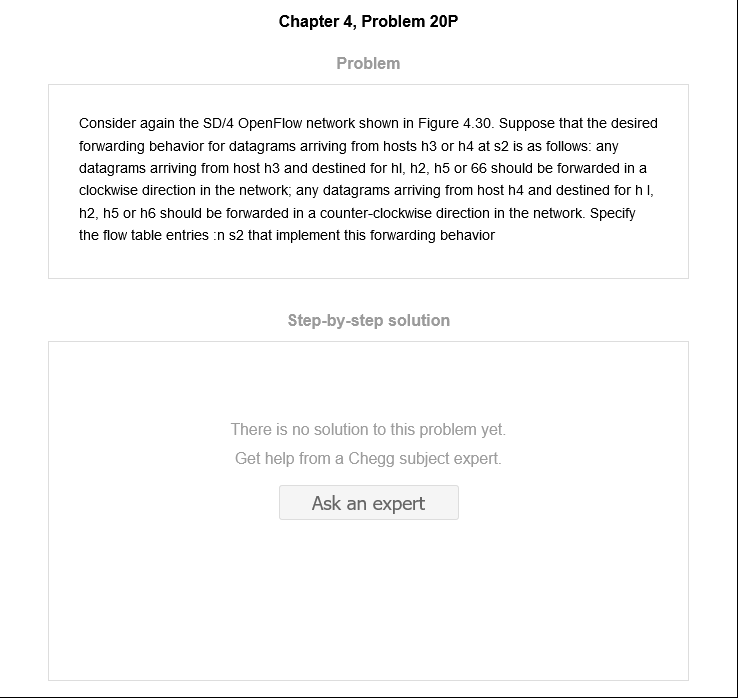 Chapter 4, Problem 20P
Problem
Consider again the SD/4 OpenFlow network shown in Figure 4.30. Suppose that the desired
forwarding behavior for datagrams arriving from hosts h3 or h4 at s2 is as follows: any
datagrams arriving from host h3 and destined for hl, h2, h5 or 66 should be forwarded in a
clockwise direction in the network; any datagrams arriving from host h4 and destined for h l,
h2, h5 or h6 should be forwarded in a counter-clockwise direction in the network. Specify
the flow table entries :n s2 that implement this forwarding behavior
Step-by-step solution
There is no solution to this problem yet.
Get help from a Chegg subject expert.
Ask an expert